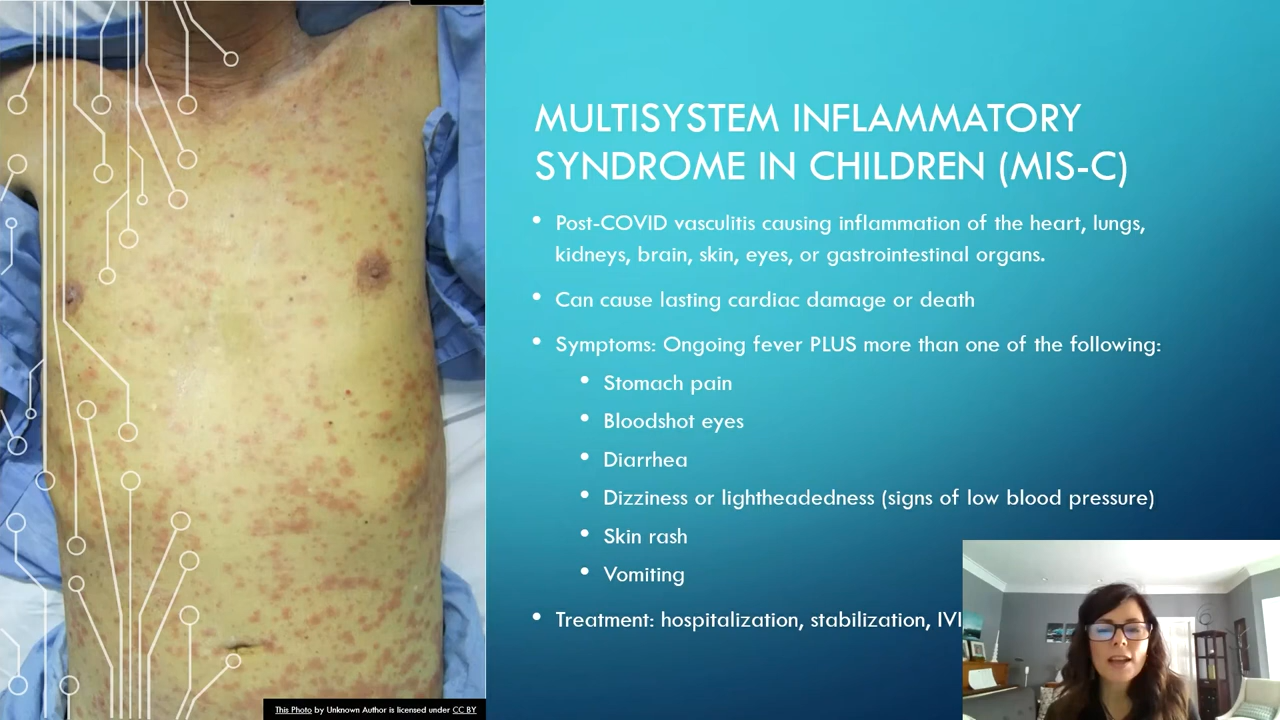 MULTISYSTEM INFLAMMATORY
SYNDROME IN CHILDREN (MIS-C)
• Post-COVID vasculitis causing inflammation of the heart, lungs,
kidneys, brain, skin, eyes, or gastrointestinal organs.
• Can cause lasting cardiac damage or death
• Symptoms: Ongoing fever PLUS more than one of the following:
• Stomach pain
• Bloodshot eyes
• Diarrhea
• Dizziness or lightheadedness (signs of low blood pressure)
• Skin rash
• Vomiting
• Treatment: hospitalization, stabilization,
This Photo by Unknown Author is licensed under CC BY